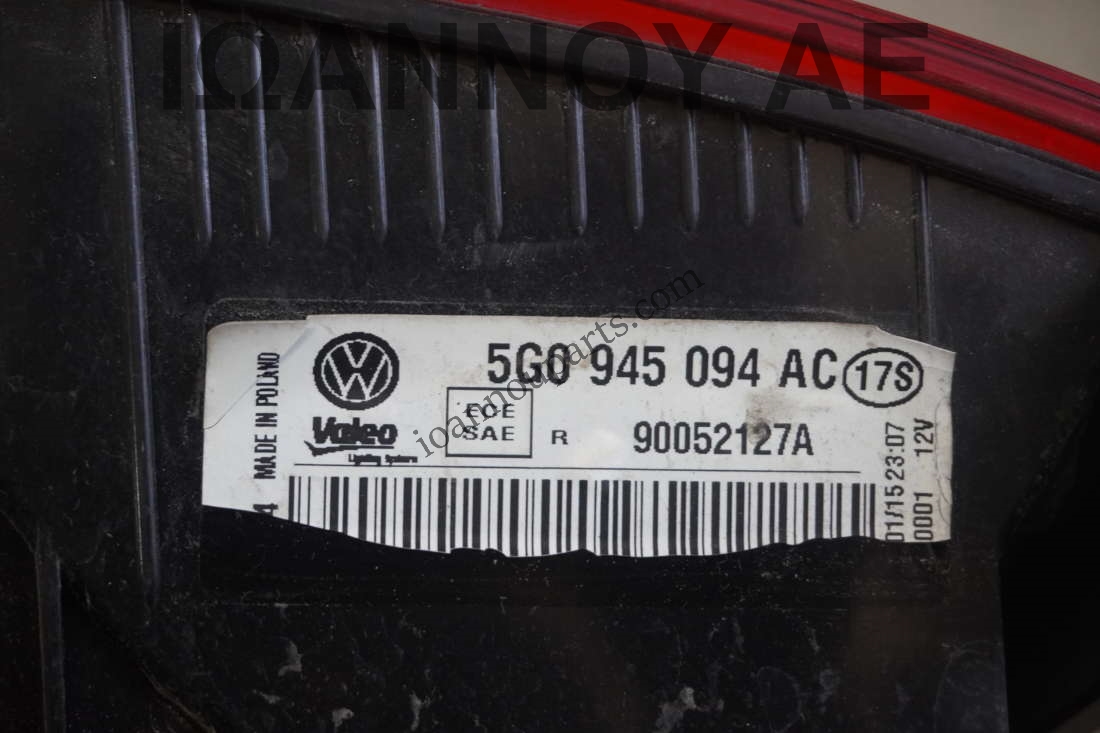 ΙΩΑΝΝΟΥ ΑΕ
ioannouparts.com
5G0 945 094 AC 17S
MADE IN POLAND
Valeo
Lighting Systems
ECE
SAE
R 90052127A
01/15 23:07
0001 12V
4